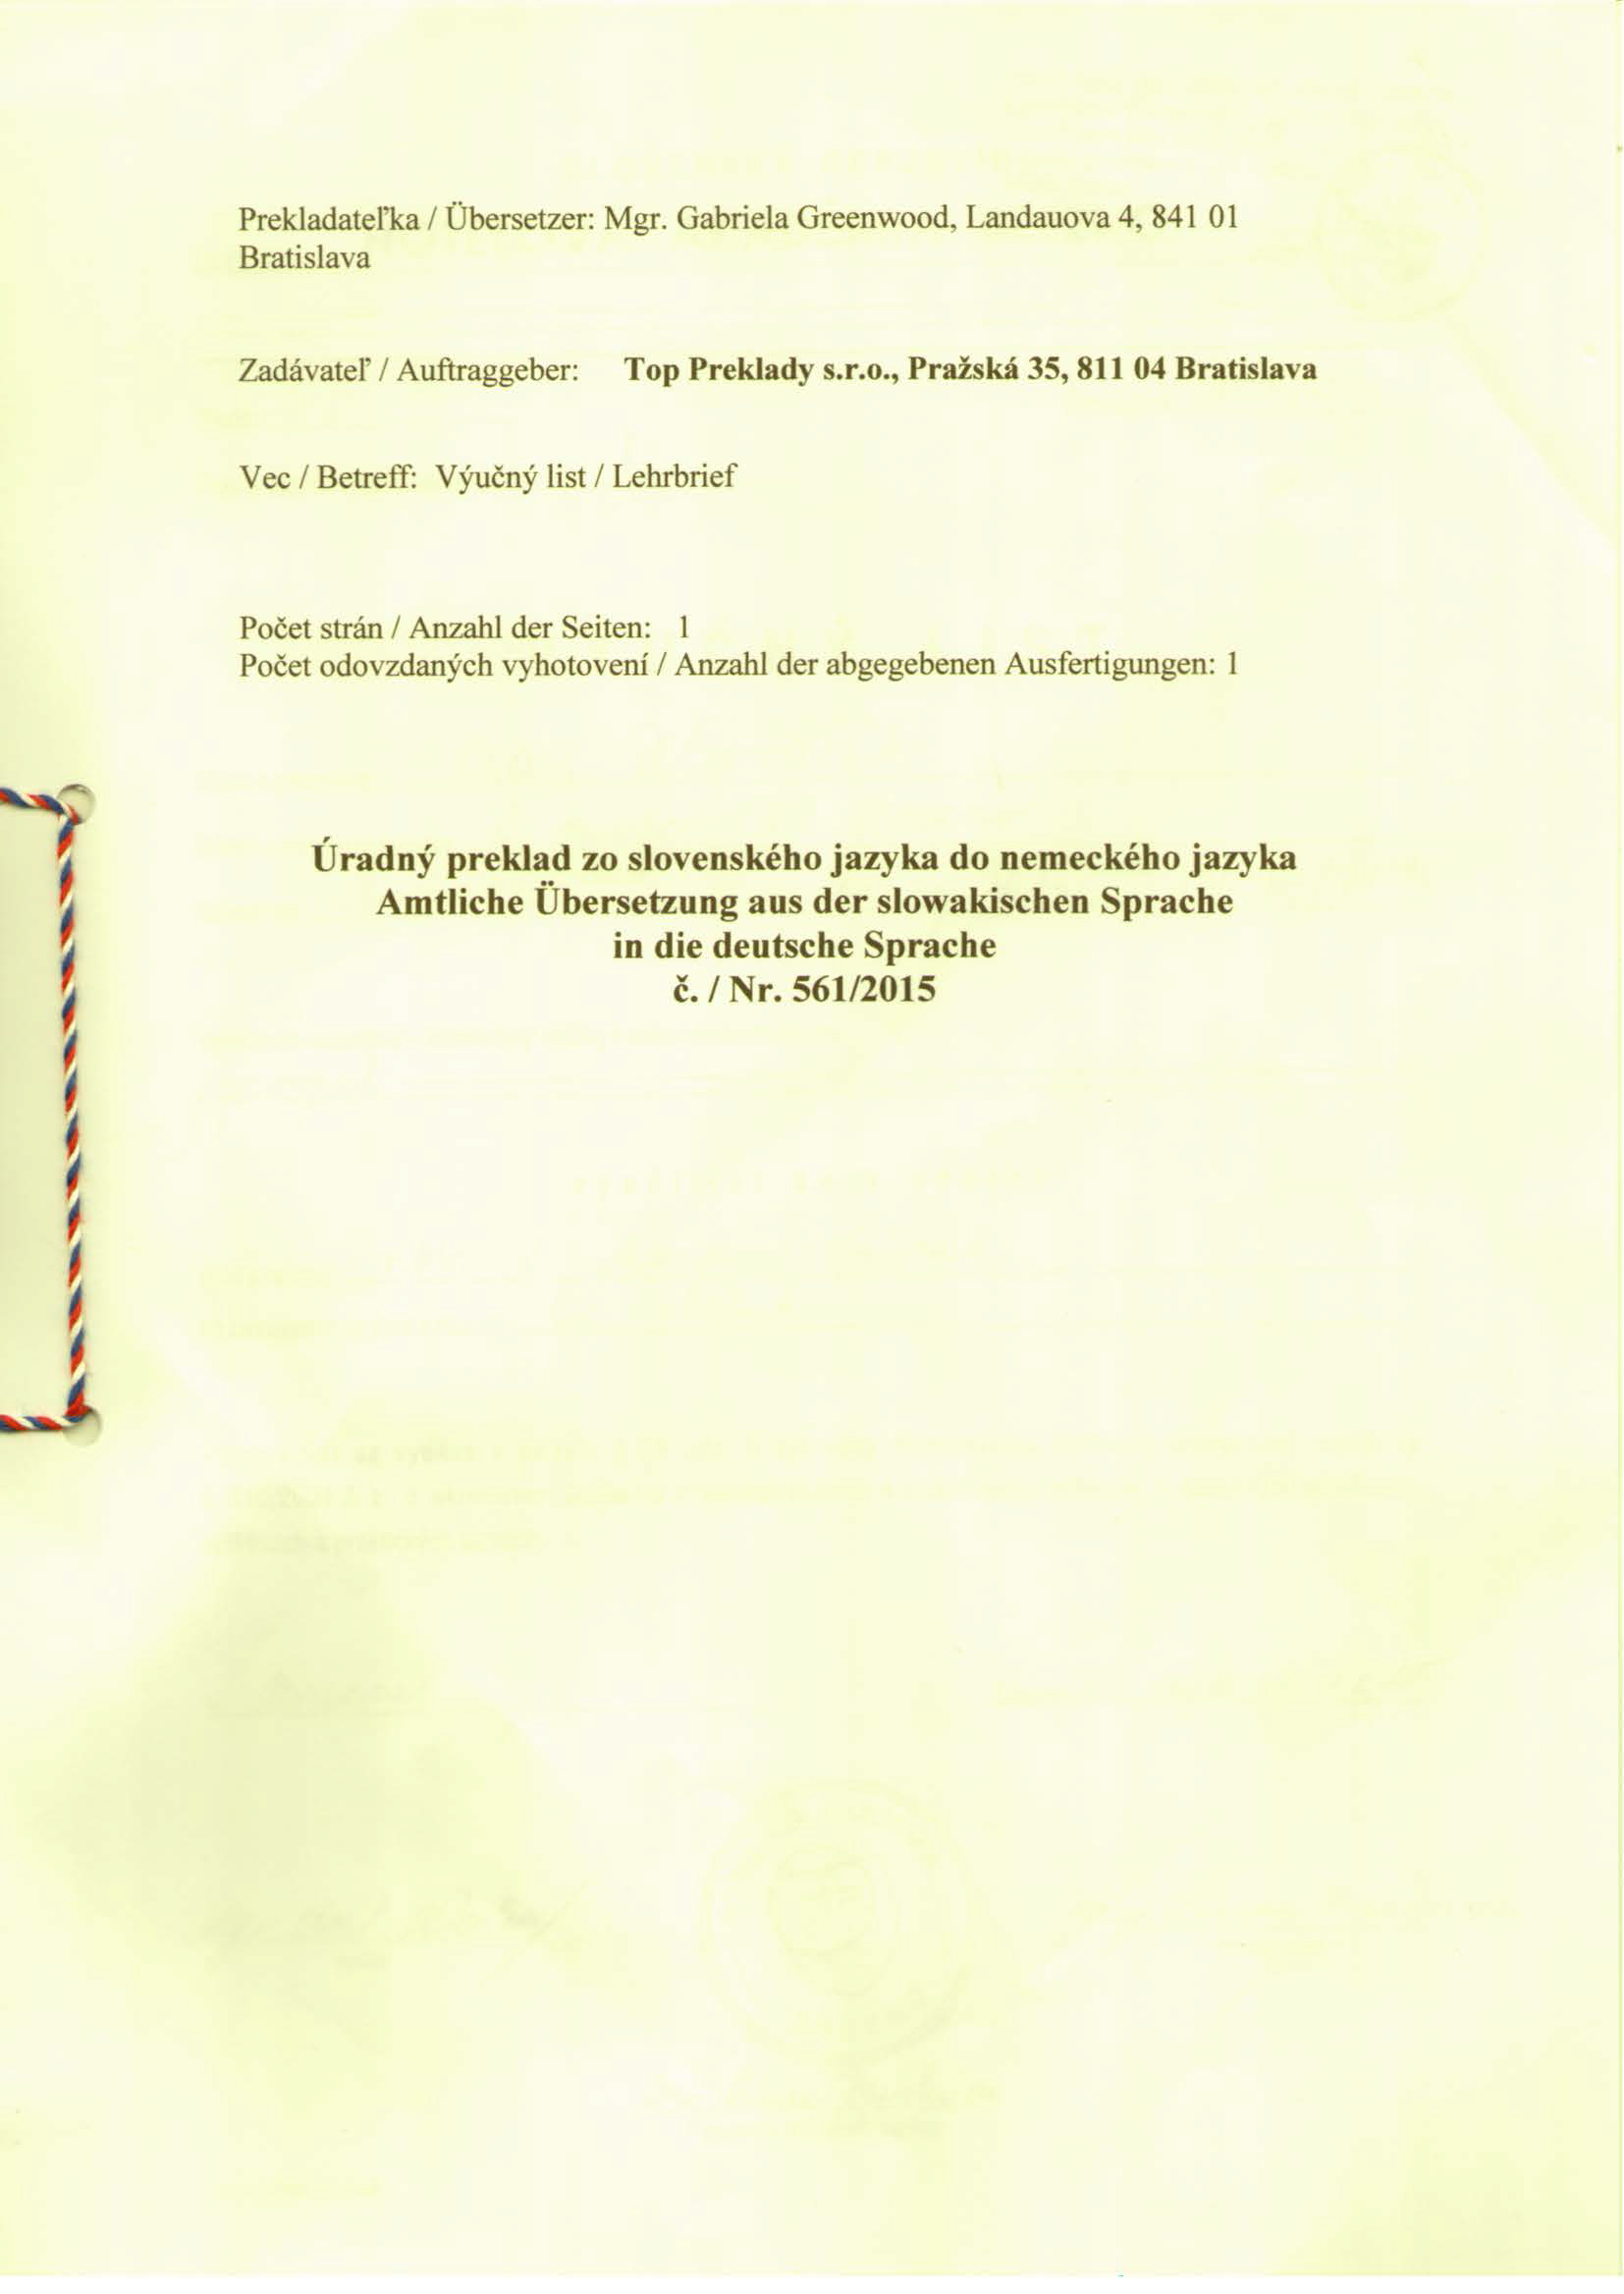 Prekladateľka / Übersetzer: Mgr. Gabriela Greenwood, Landauova 4, 841 01
Bratislava
Zadávateľ / Auftraggeber: Top Preklady s.r.o., Pražská 35, 811 04 Bratislava
Vec / Betreff: Výučný list / Lehrbrief
Počet strán / Anzahl der Seiten: 1
Počet odovzdaných vyhotovení / Anzahl der abgegebenen Ausfertigungen: 1
Úradný preklad zo slovenského jazyka do nemeckého jazyka
Amtliche Übersetzung aus der slowakischen Sprache
in die deutsche Sprache
č. / Nr. 561/2015